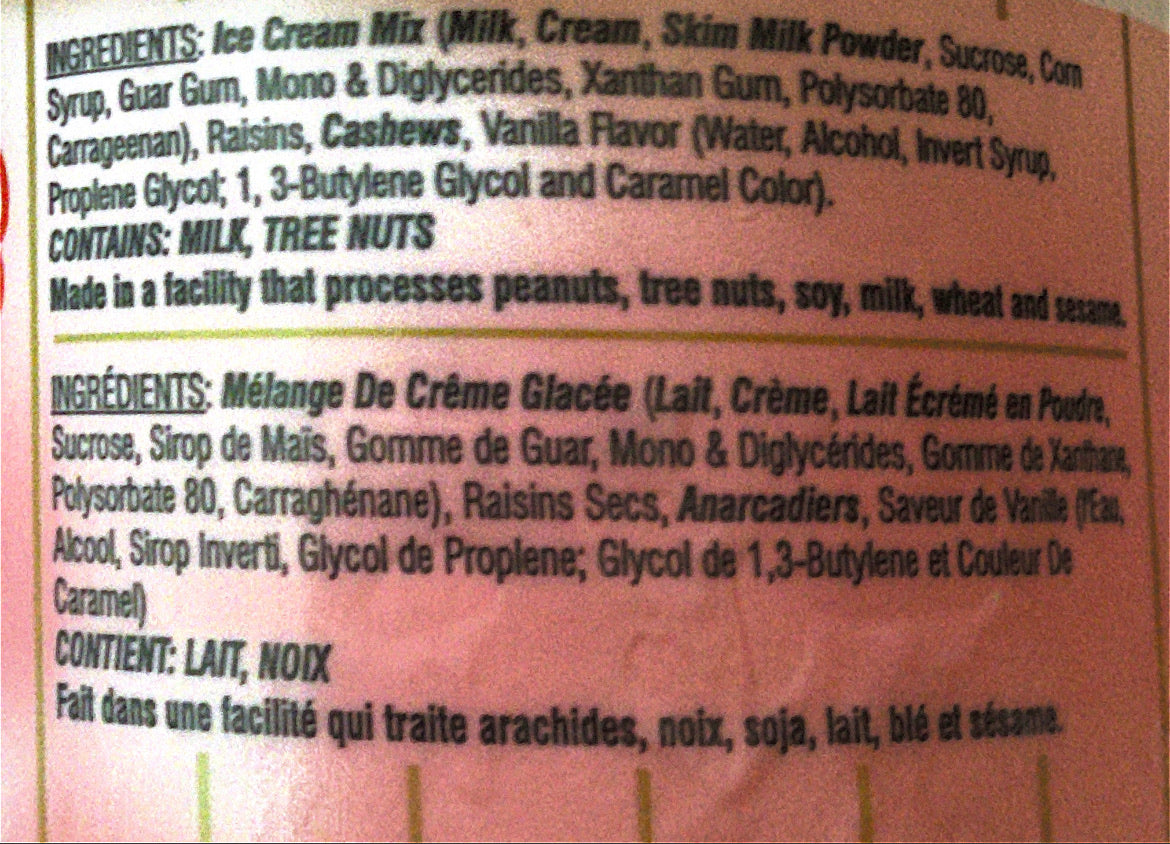 INGREDIENTS: Ice Cream Mix (Milk, Cream, Skim Milk Powder, Sucrose, Corn
Syrup, Guar Gum, Mono & Diglycerides, Xanthan Gum, Polysorbate 80,
Carrageenan), Raisins, Cashews, Vanilla Flavor (Water, Alcohol, Invert Syrup,
Proplene Glycol; 1, 3-Butylene Glycol and Caramel Color).
CONTAINS: MILK, TREE NUTS
Made in a facility that processes peanuts, tree nuts, soy, milk, wheat and sesame.
INGRÉDIENTS: Mélange De Crême Glacée (Lait, Crème, Lait Écrémé en Poudre,
Sucrose, Sirop de Maïs, Gomme de Guar, Mono & Diglycérides, Gomme de Xanthane,
Polysorbate 80, Carraghénane), Raisins Secs, Anarcadiers, Saveur de Vanille (l'Eau,
Alcool, Sirop Inverti, Glycol de Proplene; Glycol de 1,3-Butylene et Couleur De
Caramel)
CONTIENT: LAIT, NOIX
Fait dans une facilité qui traite arachides, noix, soja, lait, blé et sésame.